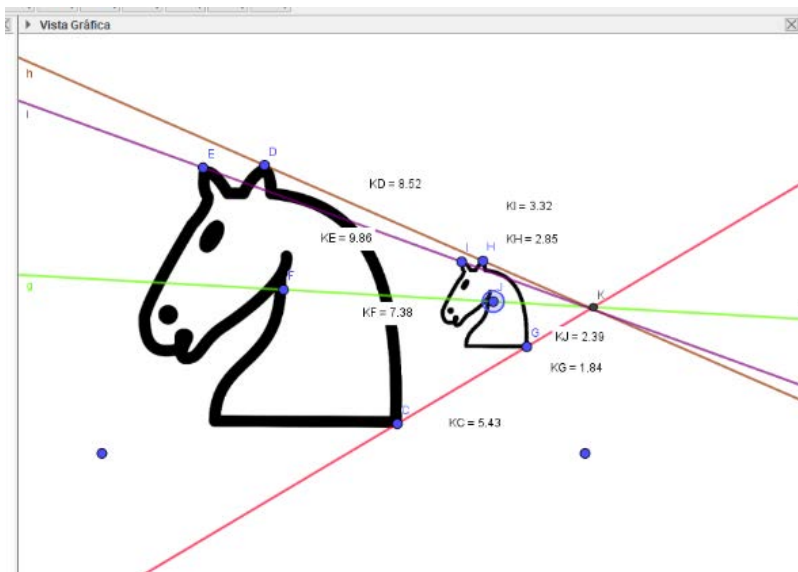 Vista Gráfica
h
i
E
D
KD = 8.52
KI = 3.32
KE = 9.86
KH = 2.85
I
H
g
F
J
K
KF = 7.38
G
KJ = 2.39
KG = 1.84
C
KC = 5.43